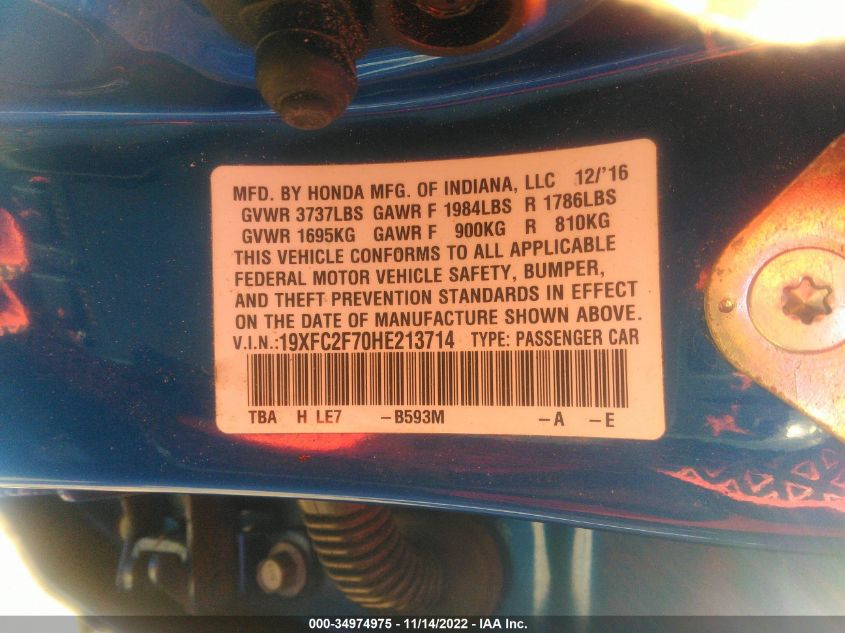 MFD. BY HONDA MFG. OF INDIANA, LLC 12/'16
GVWR 3737LBS GAWR F 1984LBS R 1786LBS
GVWR 1695KG GAWR F 900KG R 810KG
THIS VEHICLE CONFORMS TO ALL APPLICABLE
FEDERAL MOTOR VEHICLE SAFETY, BUMPER,
AND THEFT PREVENTION STANDARDS IN EFFECT
ON THE DATE OF MANUFACTURE SHOWN ABOVE.
V.I.N.:19XFC2F70HE213714 TYPE: PASSENGER CAR
TBA H LE7 -B593M -A -E
000-34974975 - 11/14/2022 - IAA Inc.